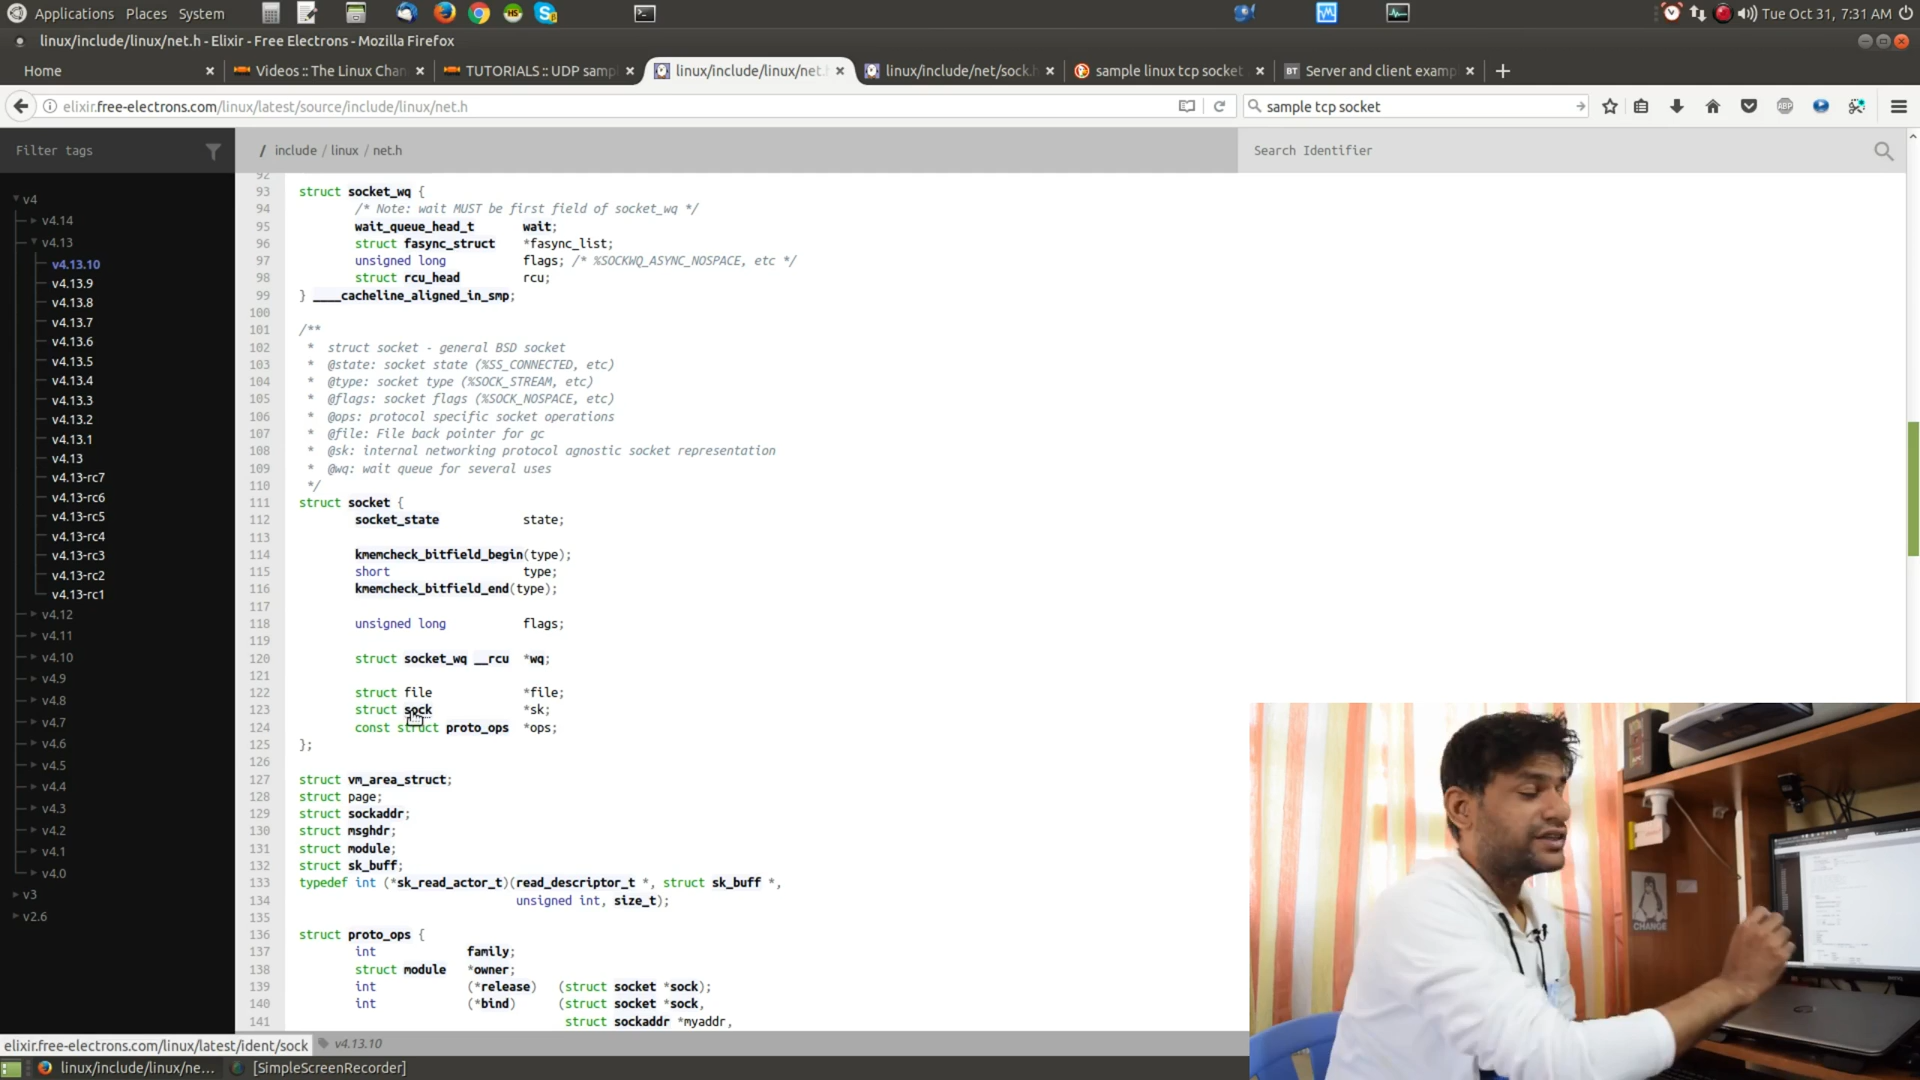 Applications Places System
Tue Oct 31, 7:31 AM
linux/include/linux/net.h - Elixir - Free Electrons - Mozilla Firefox
Home
Videos :: The Linux Chan
TUTORIALS :: UDP samp
linux/include/linux/net.h
linux/include/net/sock.h
sample linux tcp socket
BT Server and client examp
elixir.free-electrons.com/linux/latest/source/include/linux/net.h
sample tcp socket
ABP
Filter tags
/ include / linux / net.h
Search Identifier
v4
v4.14
v4.13
v4.13.10
v4.13.9
v4.13.8
v4.13.7
v4.13.6
v4.13.5
v4.13.4
v4.13.3
v4.13.2
v4.13.1
v4.13
v4.13-rc7
v4.13-rc6
v4.13-rc5
v4.13-rc4
v4.13-rc3
v4.13-rc2
v4.13-rc1
v4.12
v4.11
v4.10
v4.9
v4.8
v4.7
v4.6
v4.5
v4.4
v4.3
v4.2
v4.1
v4.0
v3
v2.6
92
93 struct socket_wq {
94 /* Note: wait MUST be first field of socket_wq */
95 wait_queue_head_t wait;
96 struct fasync_struct *fasync_list;
97 unsigned long flags; /* %SOCKWQ_ASYNC_NOSPACE, etc */
98 struct rcu_head rcu;
99 } ____cacheline_aligned_in_smp;
100
101 /**
102 * struct socket - general BSD socket
103 * @state: socket state (%SS_CONNECTED, etc)
104 * @type: socket type (%SOCK_STREAM, etc)
105 * @flags: socket flags (%SOCK_NOSPACE, etc)
106 * @ops: protocol specific socket operations
107 * @file: File back pointer for gc
108 * @sk: internal networking protocol agnostic socket representation
109 * @wq: wait queue for several uses
110 */
111 struct socket {
112 socket_state state;
113
114 kmemcheck_bitfield_begin(type);
115 short type;
116 kmemcheck_bitfield_end(type);
117
118 unsigned long flags;
119
120 struct socket_wq __rcu *wq;
121
122 struct file *file;
123 struct sock *sk;
124 const struct proto_ops *ops;
125 };
126
127 struct vm_area_struct;
128 struct page;
129 struct sockaddr;
130 struct msghdr;
131 struct module;
132 struct sk_buff;
133 typedef int (*sk_read_actor_t)(read_descriptor_t *, struct sk_buff *,
134 unsigned int, size_t);
135
136 struct proto_ops {
137 int family;
138 struct module *owner;
139 int (*release) (struct socket *sock);
140 int (*bind) (struct socket *sock,
141 struct sockaddr *myaddr,
elixir.free-electrons.com/linux/latest/ident/sock
v4.13.10
linux/include/linux/ne...
[SimpleScreenRecorder]
CHANGE